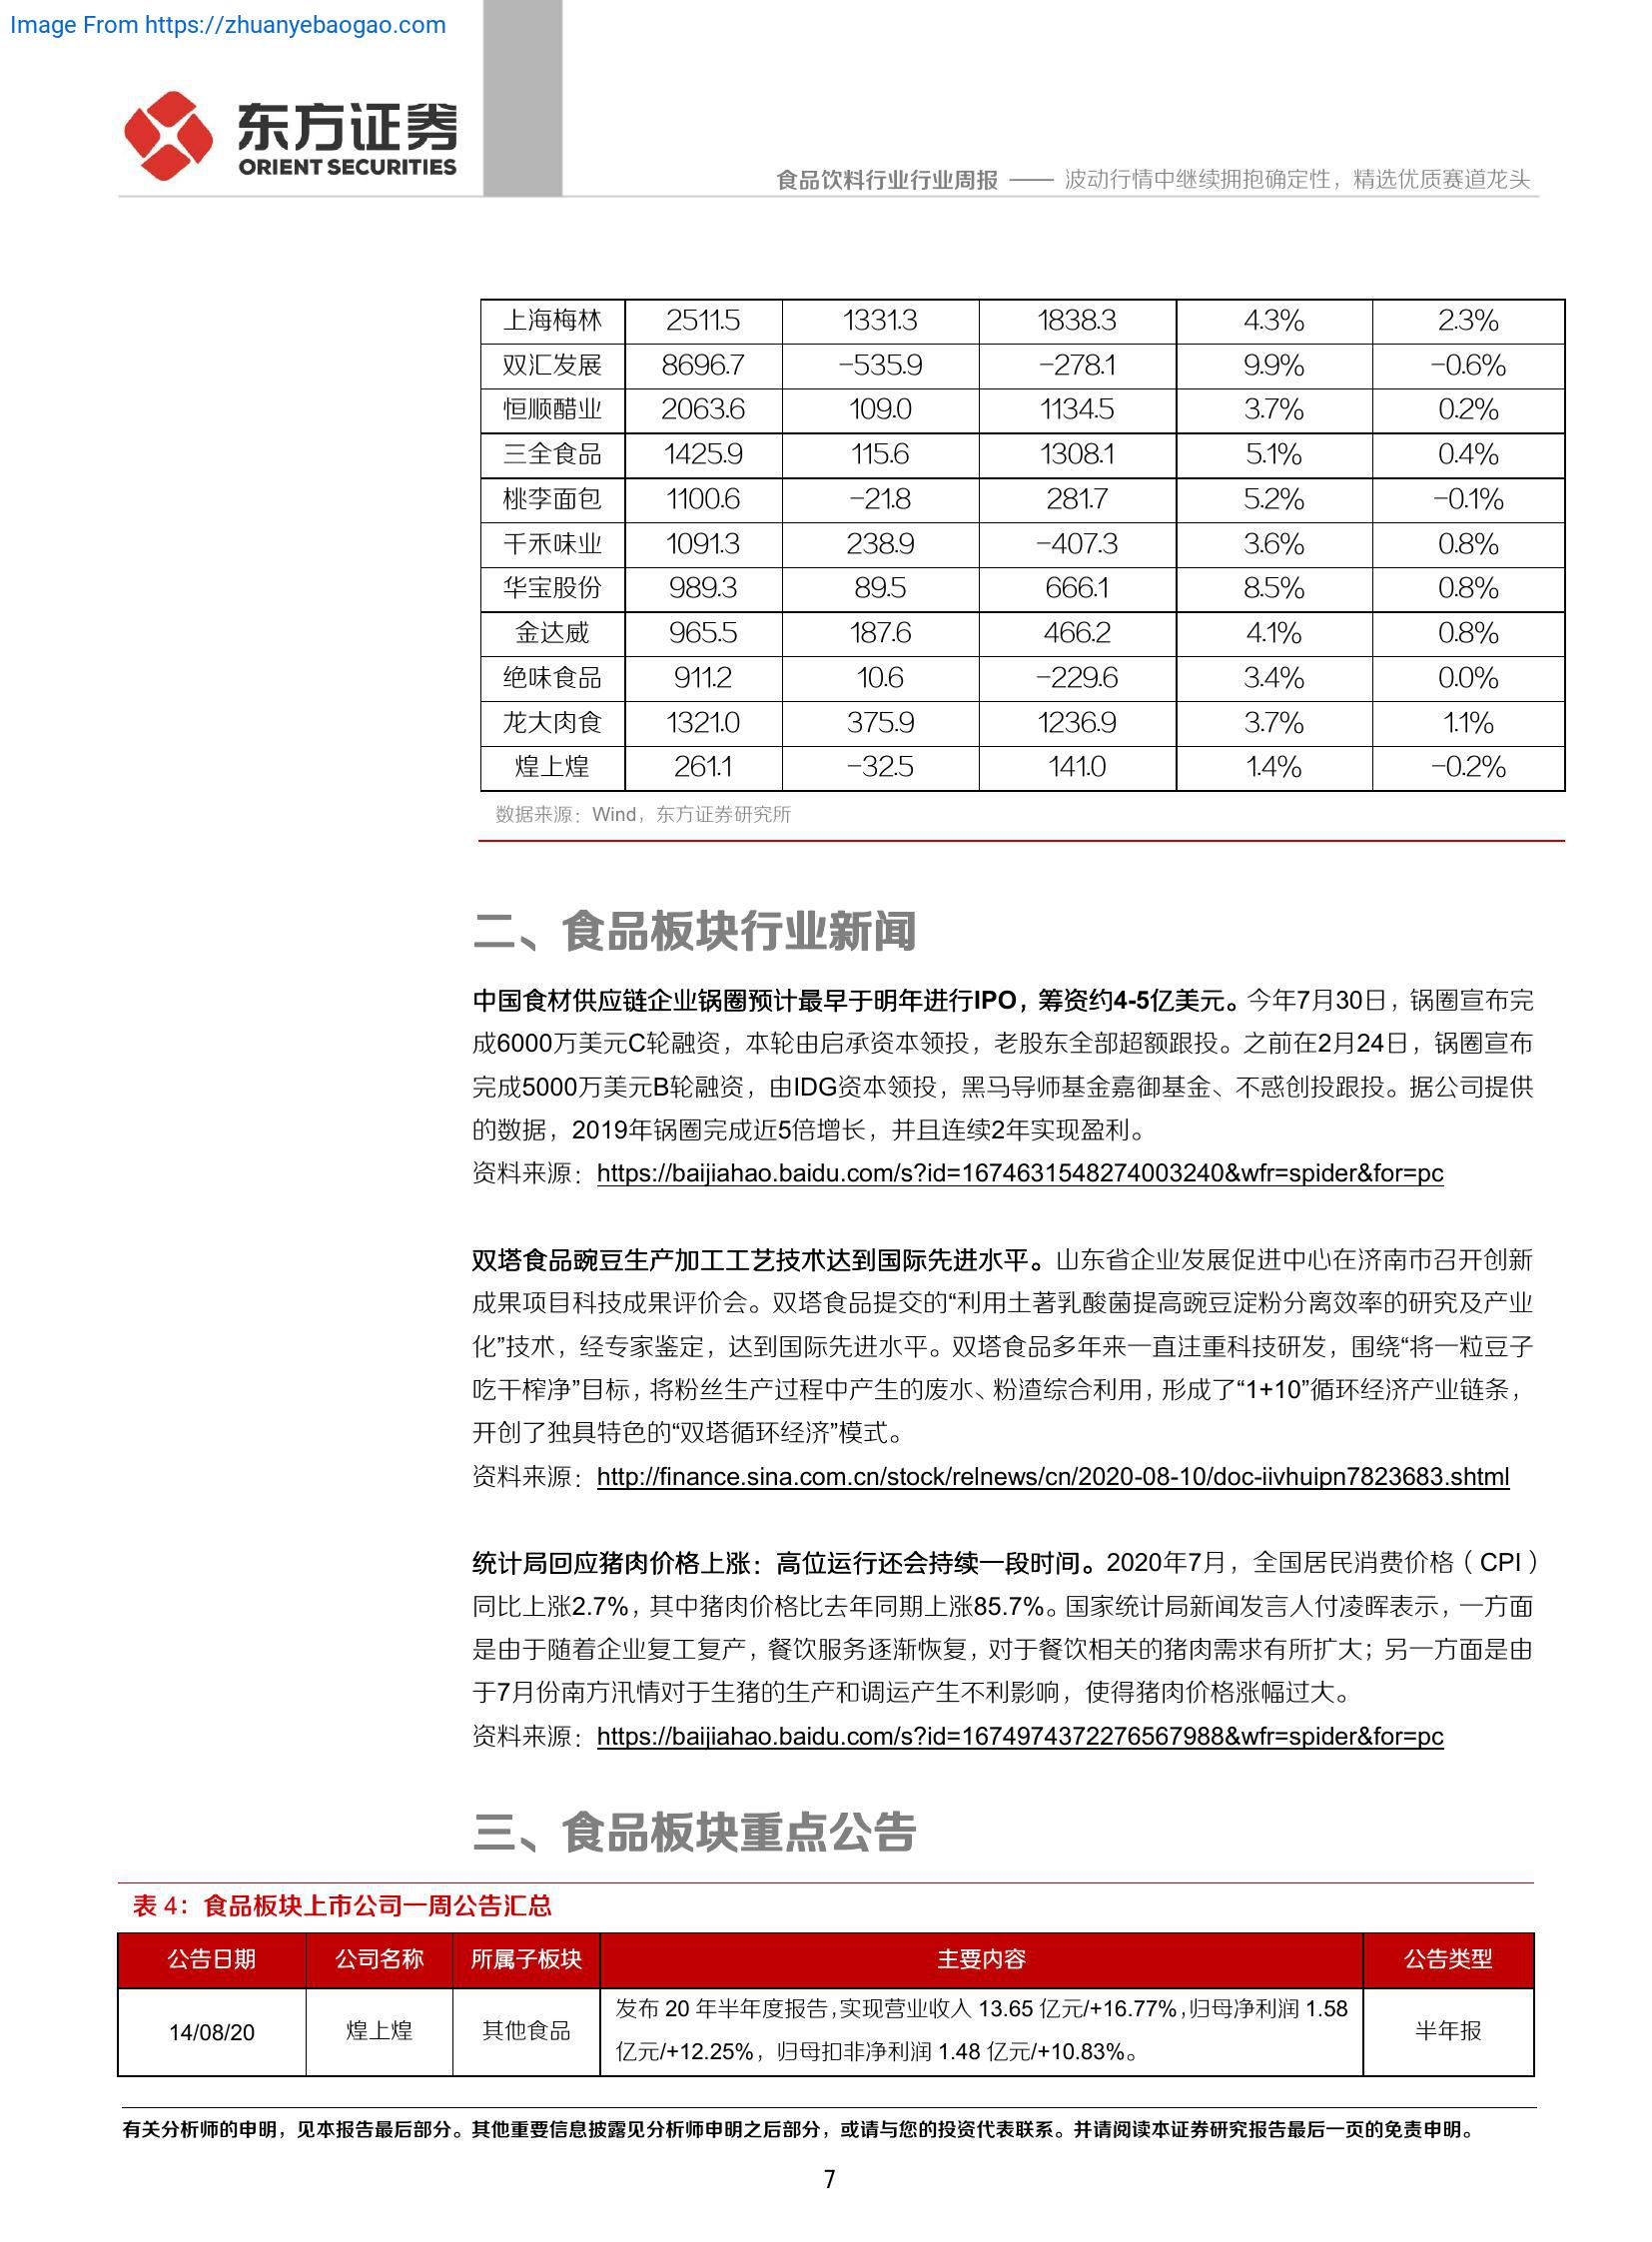 Image From https://zhuanyebaogao.com
东方证券
ORIENT SECURITIES
食品饮料行业行业周报 —— 波动行情中继续拥抱确定性，精选优质赛道龙头
上海梅林 2511.5 1331.3 1838.3 4.3% 2.3%
双汇发展 8696.7 -535.9 -278.1 9.9% -0.6%
恒顺醋业 2063.6 109.0 1134.5 3.7% 0.2%
三全食品 1425.9 115.6 1308.1 5.1% 0.4%
桃李面包 1100.6 -21.8 281.7 5.2% -0.1%
千禾味业 1091.3 238.9 -407.3 3.6% 0.8%
华宝股份 989.3 89.5 666.1 8.5% 0.8%
金达威 965.5 187.6 466.2 4.1% 0.8%
绝味食品 911.2 10.6 -229.6 3.4% 0.0%
龙大肉食 1321.0 375.9 1236.9 3.7% 1.1%
煌上煌 261.1 -32.5 141.0 1.4% -0.2%
数据来源：Wind，东方证券研究所
二、食品板块行业新闻
中国食材供应链企业锅圈预计最早于明年进行IPO，筹资约4-5亿美元。今年7月30日，锅圈宣布完
成6000万美元C轮融资，本轮由启承资本领投，老股东全部超额跟投。之前在2月24日，锅圈宣布
完成5000万美元B轮融资，由IDG资本领投，黑马导师基金嘉御基金、不惑创投跟投。据公司提供
的数据，2019年锅圈完成近5倍增长，并且连续2年实现盈利。
资料来源：https://baijiahao.baidu.com/s?id=1674631548274003240&wfr=spider&for=pc
双塔食品豌豆生产加工工艺技术达到国际先进水平。山东省企业发展促进中心在济南市召开创新
成果项目科技成果评价会。双塔食品提交的“利用土著乳酸菌提高豌豆淀粉分离效率的研究及产业
化”技术，经专家鉴定，达到国际先进水平。双塔食品多年来一直注重科技研发，围绕“将一粒豆子
吃干榨净”目标，将粉丝生产过程中产生的废水、粉渣综合利用，形成了“1+10”循环经济产业链条，
开创了独具特色的“双塔循环经济”模式。
资料来源：http://finance.sina.com.cn/stock/relnews/cn/2020-08-10/doc-iivhuipn7823683.shtml
统计局回应猪肉价格上涨：高位运行还会持续一段时间。2020年7月，全国居民消费价格（CPI）
同比上涨2.7%，其中猪肉价格比去年同期上涨85.7%。国家统计局新闻发言人付凌晖表示，一方面
是由于随着企业复工复产，餐饮服务逐渐恢复，对于餐饮相关的猪肉需求有所扩大；另一方面是由
于7月份南方汛情对于生猪的生产和调运产生不利影响，使得猪肉价格涨幅过大。
资料来源：https://baijiahao.baidu.com/s?id=1674974372276567988&wfr=spider&for=pc
三、食品板块重点公告
表 4：食品板块上市公司一周公告汇总
公告日期 公司名称 所属子板块 主要内容 公告类型
14/08/20 煌上煌 其他食品 发布 20 年半年度报告，实现营业收入 13.65 亿元/+16.77%，归母净利润 1.58
亿元/+12.25%，归母扣非净利润 1.48 亿元/+10.83%。 半年报
有关分析师的申明，见本报告最后部分。其他重要信息披露见分析师申明之后部分，或请与您的投资代表联系。并请阅读本证券研究报告最后一页的免责申明。
7